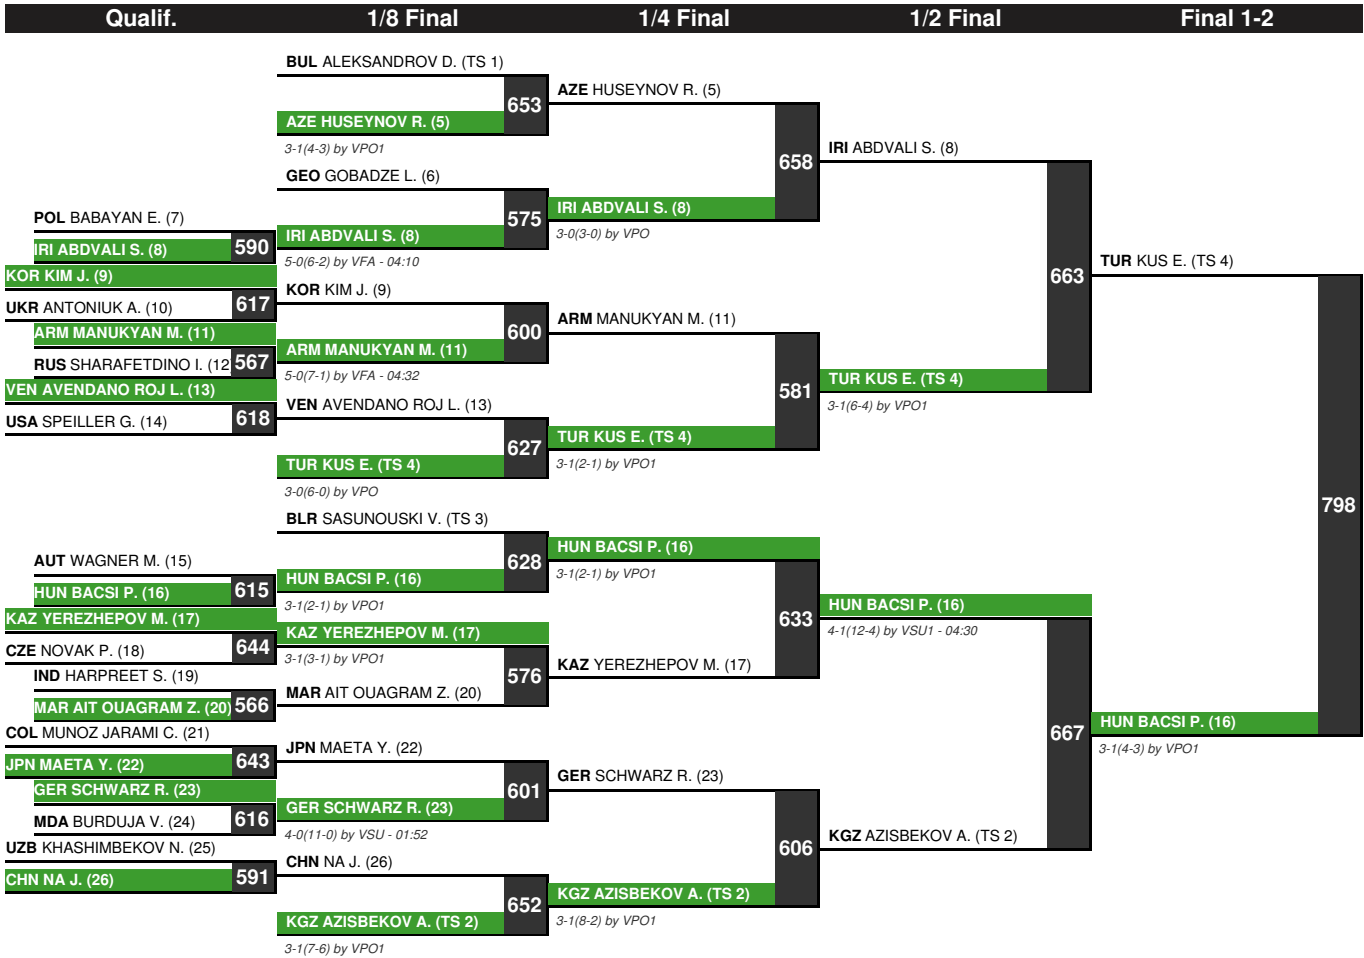 Qualif.
1/8 Final
1/4 Final
1/2 Final
Final 1-2
POL BABAYAN E. (7)
IRI ABDVALI S. (8)
590
KOR KIM J. (9)
UKR ANTONIUK A. (10)
617
ARM MANUKYAN M. (11)
RUS SHARAFETDINO I. (12
567
VEN AVENDANO ROJ L. (13)
USA SPEILLER G. (14)
618
AUT WAGNER M. (15)
HUN BACSI P. (16)
615
KAZ YEREZHEPOV M. (17)
CZE NOVAK P. (18)
644
IND HARPREET S. (19)
MAR AIT OUAGRAM Z. (20)
566
COL MUNOZ JARAMI C. (21)
JPN MAETA Y. (22)
643
GER SCHWARZ R. (23)
MDA BURDUJA V. (24)
616
UZB KHASHIMBEKOV N. (25)
CHN NA J. (26)
591
BUL ALEKSANDROV D. (TS 1)
653
AZE HUSEYNOV R. (5)
3-1(4-3) by VPO1
GEO GOBADZE L. (6)
575
IRI ABDVALI S. (8)
5-0(6-2) by VFA - 04:10
KOR KIM J. (9)
600
ARM MANUKYAN M. (11)
5-0(7-1) by VFA - 04:32
VEN AVENDANO ROJ L. (13)
627
TUR KUS E. (TS 4)
3-0(6-0) by VPO
BLR SASUNOUSKI V. (TS 3)
628
HUN BACSI P. (16)
3-1(2-1) by VPO1
KAZ YEREZHEPOV M. (17)
3-1(3-1) by VPO1
576
MAR AIT OUAGRAM Z. (20)
JPN MAETA Y. (22)
601
GER SCHWARZ R. (23)
4-0(11-0) by VSU - 01:52
CHN NA J. (26)
652
KGZ AZISBEKOV A. (TS 2)
3-1(7-6) by VPO1
AZE HUSEYNOV R. (5)
658
IRI ABDVALI S. (8)
3-0(3-0) by VPO
ARM MANUKYAN M. (11)
581
TUR KUS E. (TS 4)
3-1(2-1) by VPO1
HUN BACSI P. (16)
3-1(2-1) by VPO1
633
KAZ YEREZHEPOV M. (17)
GER SCHWARZ R. (23)
606
KGZ AZISBEKOV A. (TS 2)
3-1(8-2) by VPO1
IRI ABDVALI S. (8)
663
TUR KUS E. (TS 4)
3-1(6-4) by VPO1
HUN BACSI P. (16)
4-1(12-4) by VSU1 - 04:30
667
KGZ AZISBEKOV A. (TS 2)
TUR KUS E. (TS 4)
798
HUN BACSI P. (16)
3-1(4-3) by VPO1